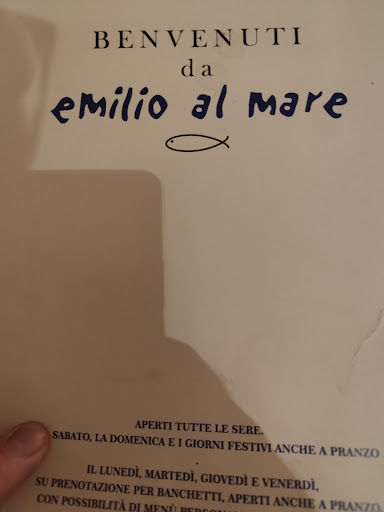 BENVENUTI
da
emilio al mare
APERTI TUTTE LE SERE.
SABATO, LA DOMENICA E I GIORNI FESTIVI ANCHE A PRANZO
IL LUNEDÌ, MARTEDÌ, GIOVEDÌ E VENERDÌ,
SU PRENOTAZIONE PER BANCHETTI, APERTI ANCHE A PRANZO,
CON POSSIBILITÀ DI MENÙ